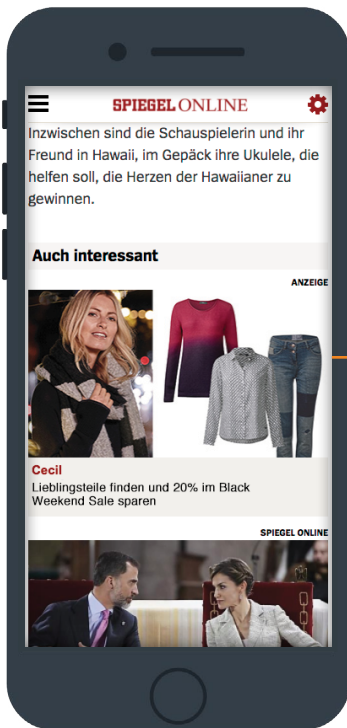 SPIEGEL ONLINE
Inzwischen sind die Schauspielerin und ihr
Freund in Hawaii, im Gepäck ihre Ukulele, die
helfen soll, die Herzen der Hawaiianer zu
gewinnen.
Auch interessant
ANZEIGE
Cecil
Lieblingsteile finden und 20% im Black
Weekend Sale sparen
SPIEGEL ONLINE